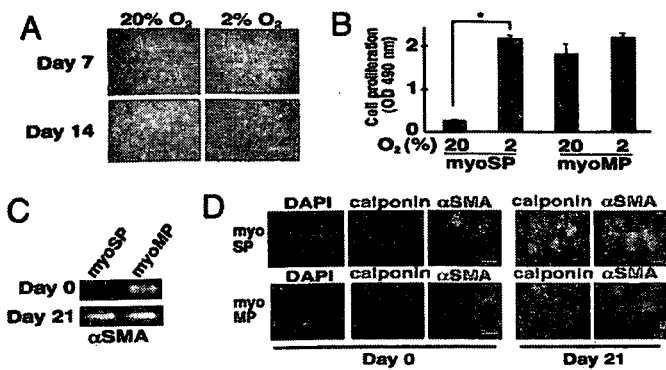 A
20% O2 2% O2
Day 7
Day 14
B
Cell proliferation
(OD 490 nm)
2
1
0
*
O2 (%) 20 2 20 2
myoSP myoMP
C
myoSP myoMP
Day 0
Day 21
αSMA
D
DAPI calponin αSMA calponin αSMA
myo
SP
DAPI calponin αSMA calponin αSMA
myo
MP
Day 0 Day 21